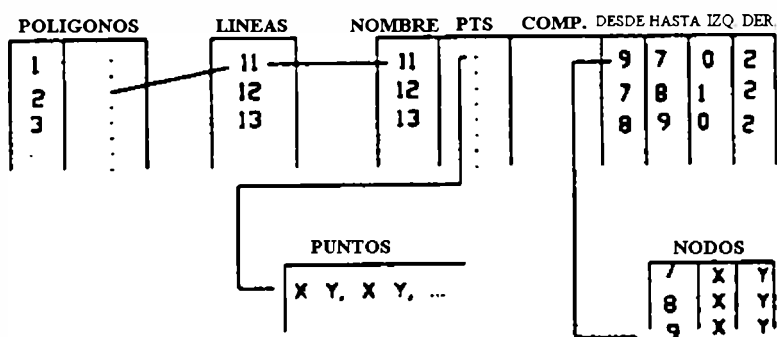 POLIGONOS LINEAS NOMBRE PTS COMP. DESDE HASTA IZQ. DER.
1 11 11 9 7 0 2
2 12 12 7 8 1 2
3 13 13 8 9 0 2
PUNTOS NODOS
X Y, X Y, ...
7 X Y
8 X Y
9 X Y